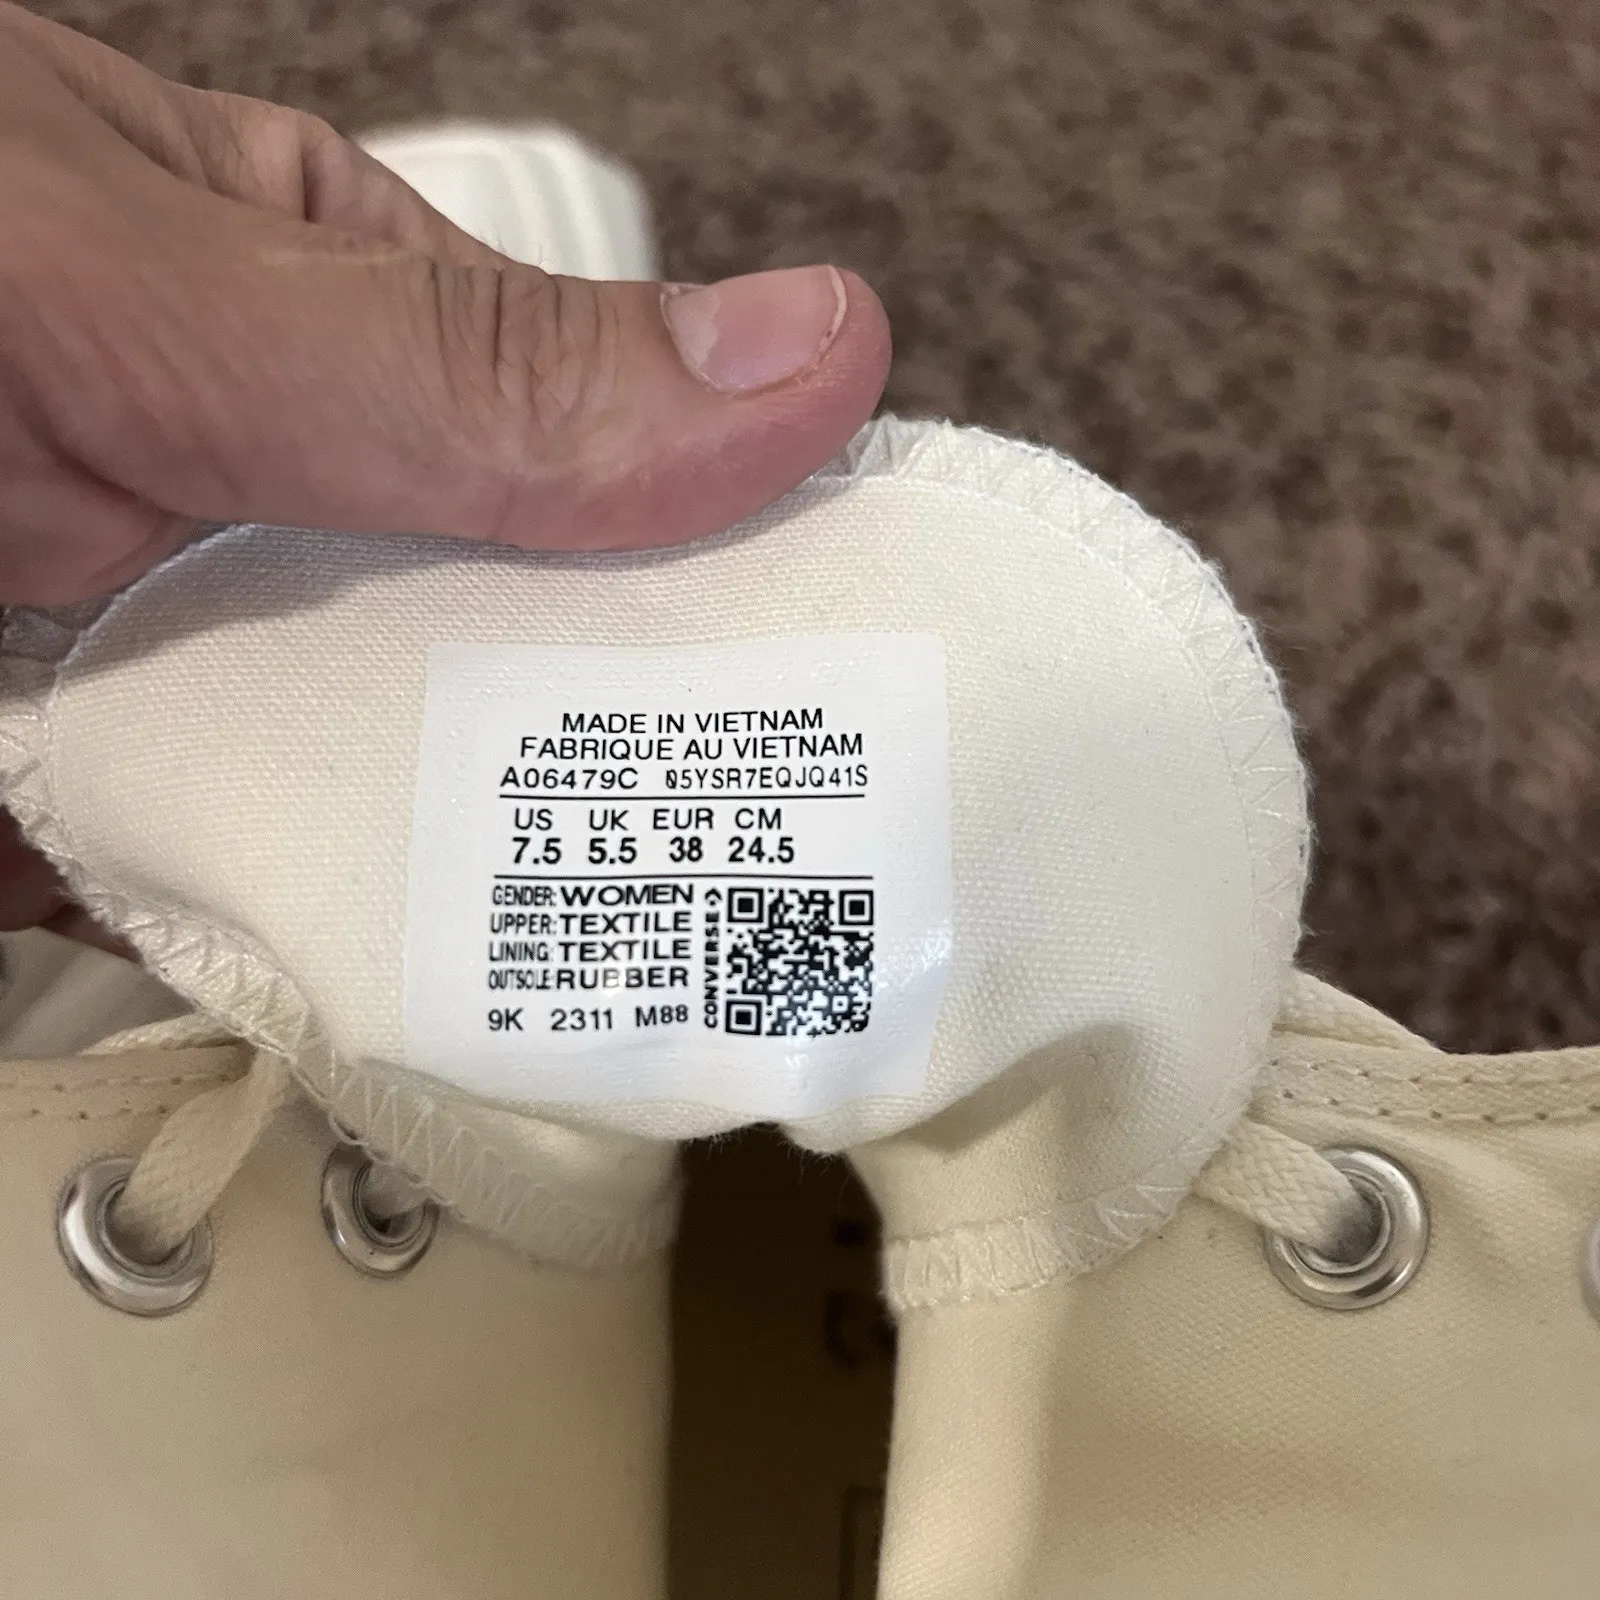 MADE IN VIETNAM
FABRIQUE AU VIETNAM
A06479C 05YSR7EQJQ41S
US UK EUR CM
7.5 5.5 38 24.5
GENDER: WOMEN
UPPER: TEXTILE
LINING: TEXTILE
OUTSOLE: RUBBER
9K 2311 M88
CONVERSE